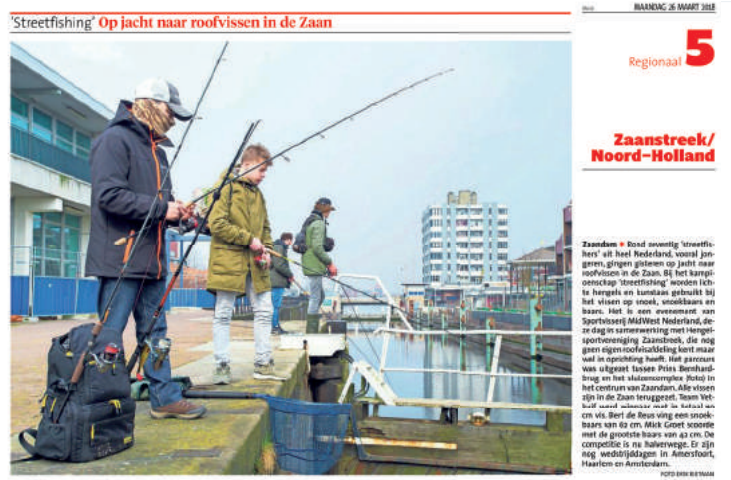 'Streetfishing' Op jacht naar roofvissen in de Zaan
MAANDAG 26 MAART 2018
Regionaal 5
Zaanstreek/
Noord-Holland
Zaandam • Rond zeventig 'streetfis-
hers' uit heel Nederland, vooral jon-
geren, gingen gisteren op jacht naar
roofvissen in de Zaan. Bij het kampi-
oenschap 'streetfishing' worden lich-
te hengels en kunstaas gebruikt bij
het vissen op snoek, snoekbaars en
baars. Het is een evenement van
Sportvisserij MidWest Nederland, de-
ze dag in samenwerking met Hengel-
sportvereniging Zaanstreek, die nog
geen eigen roofvisafdeling kent maar
wel in oprichting heeft. Het parcours
was uitgezet tussen Prins Bernhard-
brug en het sluizencomplex (foto) in
het centrum van Zaandam. Alle vissen
zijn in de Zaan teruggezet. Team
werd winnaar met in totaal
cm vis. Bert de Reus ving een snoek-
baars van 62 cm. Mick Groet scoorde
met de grootste baars van 42 cm. De
competitie is nu halverwege. Er zijn
nog wedstrijddagen in Amersfoort,
Haarlem en Amsterdam.
FOTO ERIK RIETMAN